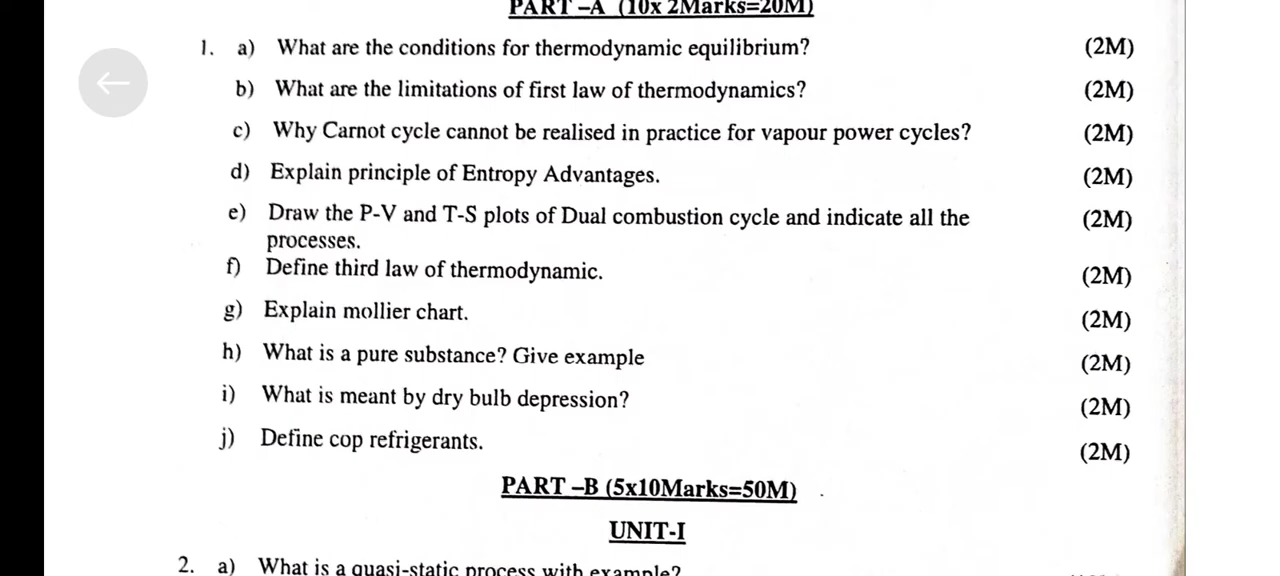 PART –A (10x 2Marks=20M)
1. a) What are the conditions for thermodynamic equilibrium? (2M)
b) What are the limitations of first law of thermodynamics? (2M)
c) Why Carnot cycle cannot be realised in practice for vapour power cycles? (2M)
d) Explain principle of Entropy Advantages. (2M)
e) Draw the P-V and T-S plots of Dual combustion cycle and indicate all the (2M)
processes.
f) Define third law of thermodynamic. (2M)
g) Explain mollier chart. (2M)
h) What is a pure substance? Give example (2M)
i) What is meant by dry bulb depression? (2M)
j) Define cop refrigerants. (2M)
PART –B (5x10Marks=50M)
UNIT-I
2. a) What is a quasi-static process with example?